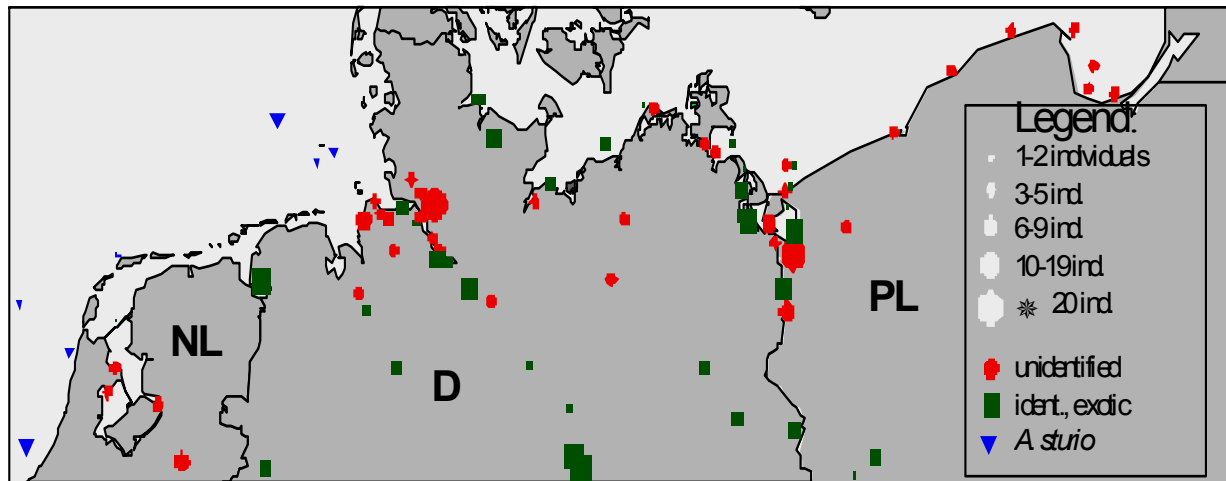 Legend:
1-2 individuals
3-5 ind.
6-9 ind.
10-19 ind.
✵ 20 ind.
PL
NL
D
unidentified
ident., exotic
A. sturio